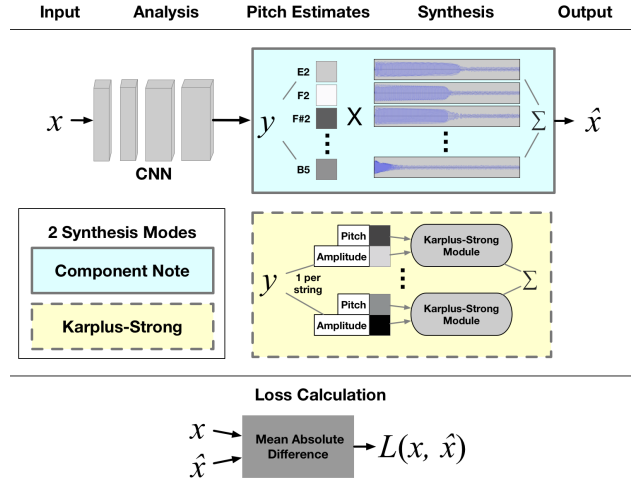 Input Analysis Pitch Estimates Synthesis Output
E2
F2
F#2
B5
x
CNN
y
X
Σ
x̂
2 Synthesis Modes
Component Note
Karplus-Strong
y
1 per
string
Pitch
Amplitude
Karplus-Strong
Module
Pitch
Amplitude
Karplus-Strong
Module
Σ
Loss Calculation
x
x̂
Mean Absolute
Difference
L(x, x̂)